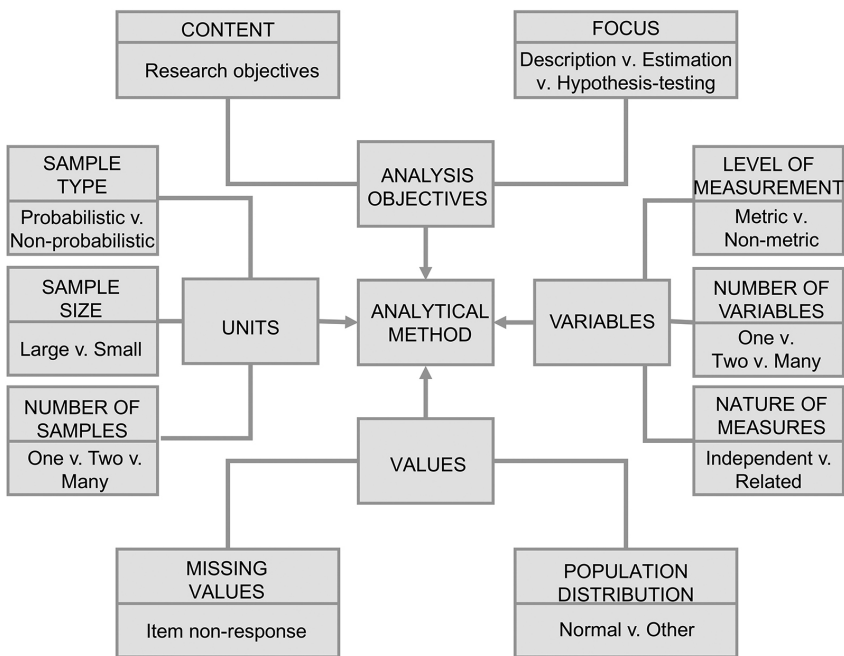 CONTENT
Research objectives
FOCUS
Description v. Estimation
v. Hypothesis-testing
SAMPLE
TYPE
Probabilistic v.
Non-probabilistic
ANALYSIS
OBJECTIVES
LEVEL OF
MEASUREMENT
Metric v.
Non-metric
SAMPLE
SIZE
Large v. Small
UNITS
ANALYTICAL
METHOD
VARIABLES
NUMBER OF
VARIABLES
One v.
Two v. Many
NUMBER OF
SAMPLES
One v. Two v.
Many
VALUES
NATURE OF
MEASURES
Independent v.
Related
MISSING
VALUES
Item non-response
POPULATION
DISTRIBUTION
Normal v. Other